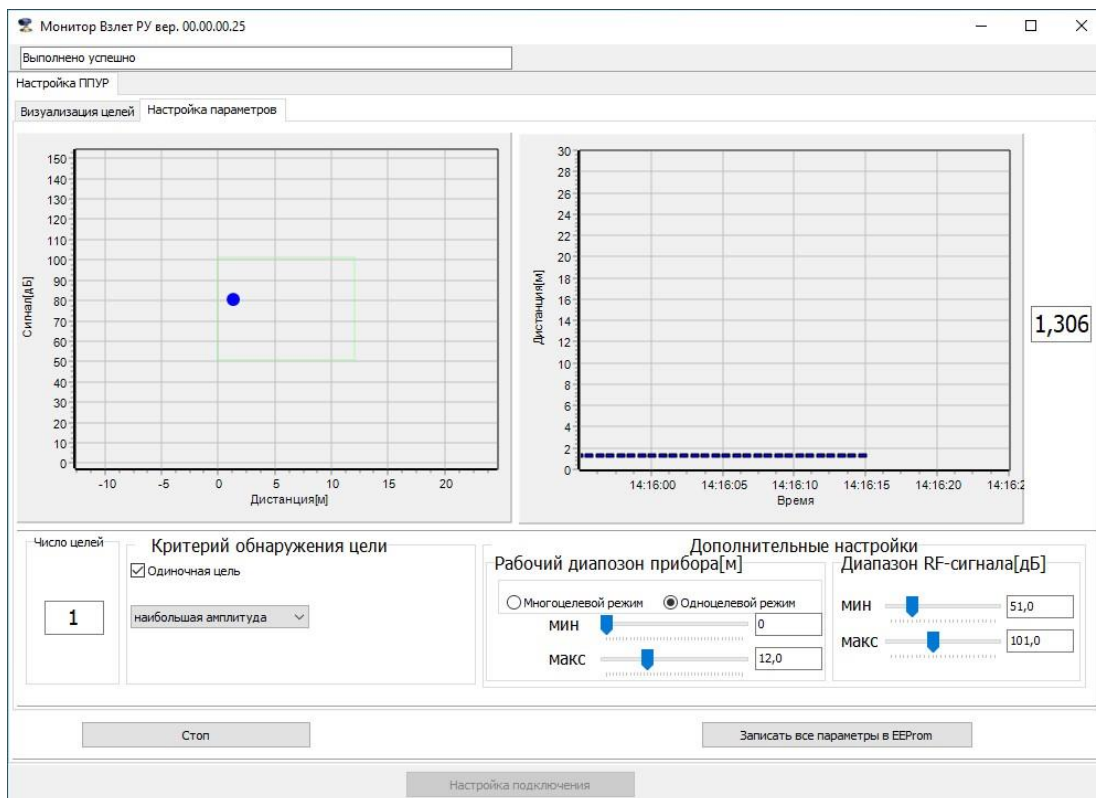 Монитор Взлет РУ вер. 00.00.00.25
Выполнено успешно
Настройка ППУР
Визуализация целей
Настройка параметров
150
140
130
120
110
100
90
80
70
60
50
40
30
20
10
0
Сигнал[дБ]
-10
-5
0
5
10
15
20
Дистанция[м]
30
28
26
24
22
20
18
16
14
12
10
8
6
4
2
0
Дистанция[м]
14:16:00
14:16:05
14:16:10
14:16:15
14:16:20
14:16:2
Время
1,306
Число целей
1
Критерий обнаружения цели
Одиночная цель
наибольшая амплитуда
Дополнительные настройки
Рабочий диапозон прибора[м]
Многоцелевой режим
Одноцелевой режим
мин
0
макс
12,0
Диапазон RF-сигнала[дБ]
мин
51,0
макс
101,0
Стоп
Записать все параметры в EEProm
Настройка подключения